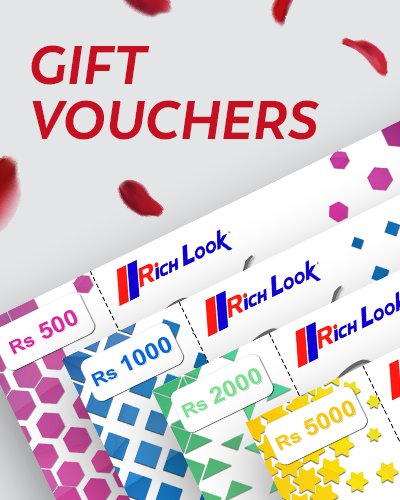 GIFT
VOUCHERS
Rich Look
Rs 500
Rich Look
Rs 1000
Rich Look
Rs 2000
Rs 5000